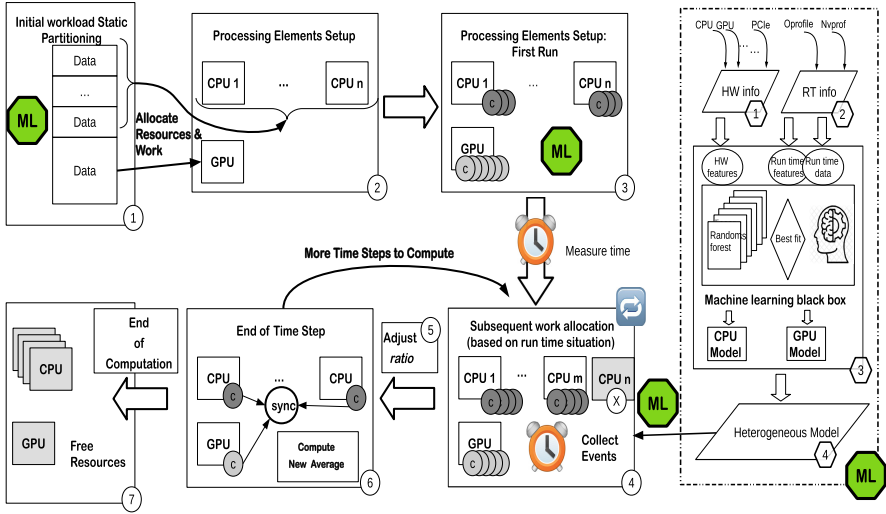 Initial workload Static
Partitioning
Data
...
Data
Data
ML
Allocate
Resources &
Work
1
Processing Elements Setup
CPU 1
...
CPU n
GPU
2
Processing Elements Setup:
First Run
CPU 1
c
...
CPU n
c
GPU
c
ML
3
Measure time
More Time Steps to Compute
Subsequent work allocation
(based on run time situation)
CPU 1
c
...
CPU m
c
CPU n
X
GPU
c
Collect
Events
ML
4
Adjust
ratio
5
End of Time Step
CPU
c
...
CPU
c
sync
GPU
c
Compute
New Average
6
End
of
Computation
CPU
GPU
Free
Resources
7
CPU GPU PCIe
... ...
Oprofile Nvprof
HW info
1
RT info
2
HW
features
Run time
features
Run time
data
Randoms
forest
Best fit
Machine learning black box
CPU
Model
GPU
Model
3
Heterogeneous Model
4
ML